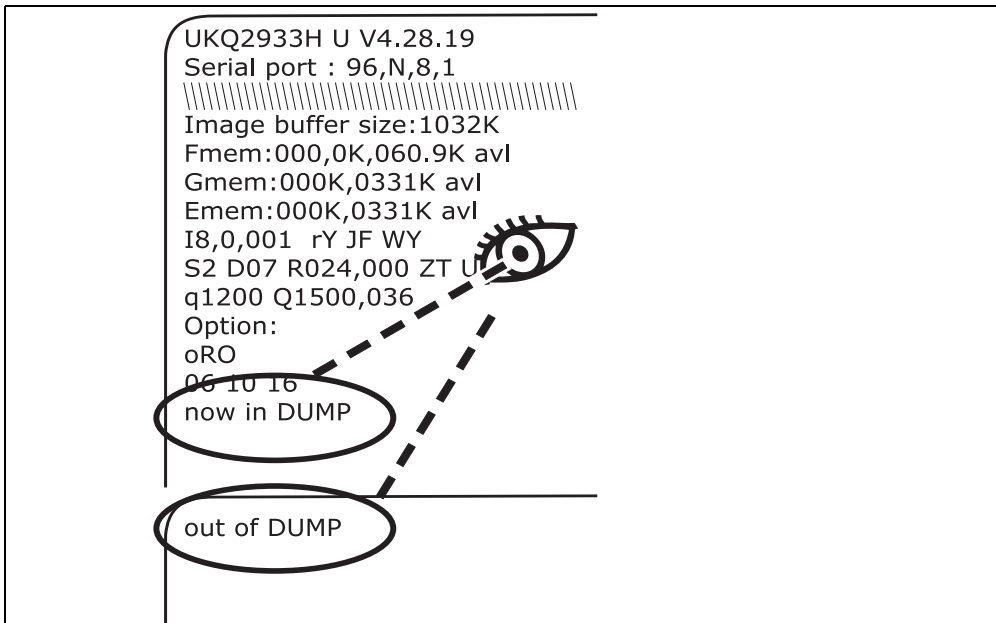 UKQ2933H U V4.28.19
Serial port : 96,N,8,1
\\\\\\\\\\\\\\\\\\\\\\\\\\\\\\\\\\\\\\\\\\\
Image buffer size:1032K
Fmem:000,0K,060.9K avl
Gmem:000K,0331K avl
Emem:000K,0331K avl
I8,0,001 rY JF WY
S2 D07 R024,000 ZT U
q1200 Q1500,036
Option:
oRO
06 10 16
now in DUMP
out of DUMP